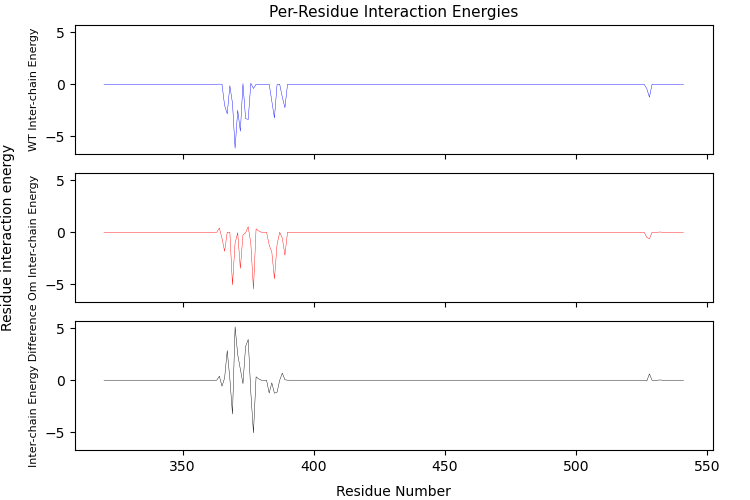 Per-Residue Interaction Energies
Residue interaction energy
WT Inter-chain Energy
5
0
−5
Om Inter-chain Energy
5
0
−5
Inter-chain Energy Difference
5
0
−5
350
400
450
500
550
Residue Number